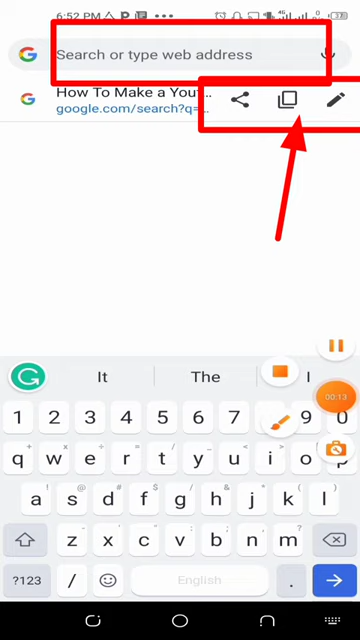 6:52 PM
Search or type web address
How To Make a You...
google.com/search?q=...
It The I
00:13
1 2 3 4 5 6 7 9 0
q w e r t y u i o p
a s d f g h j k l
z x c v b n m
?123 / English .